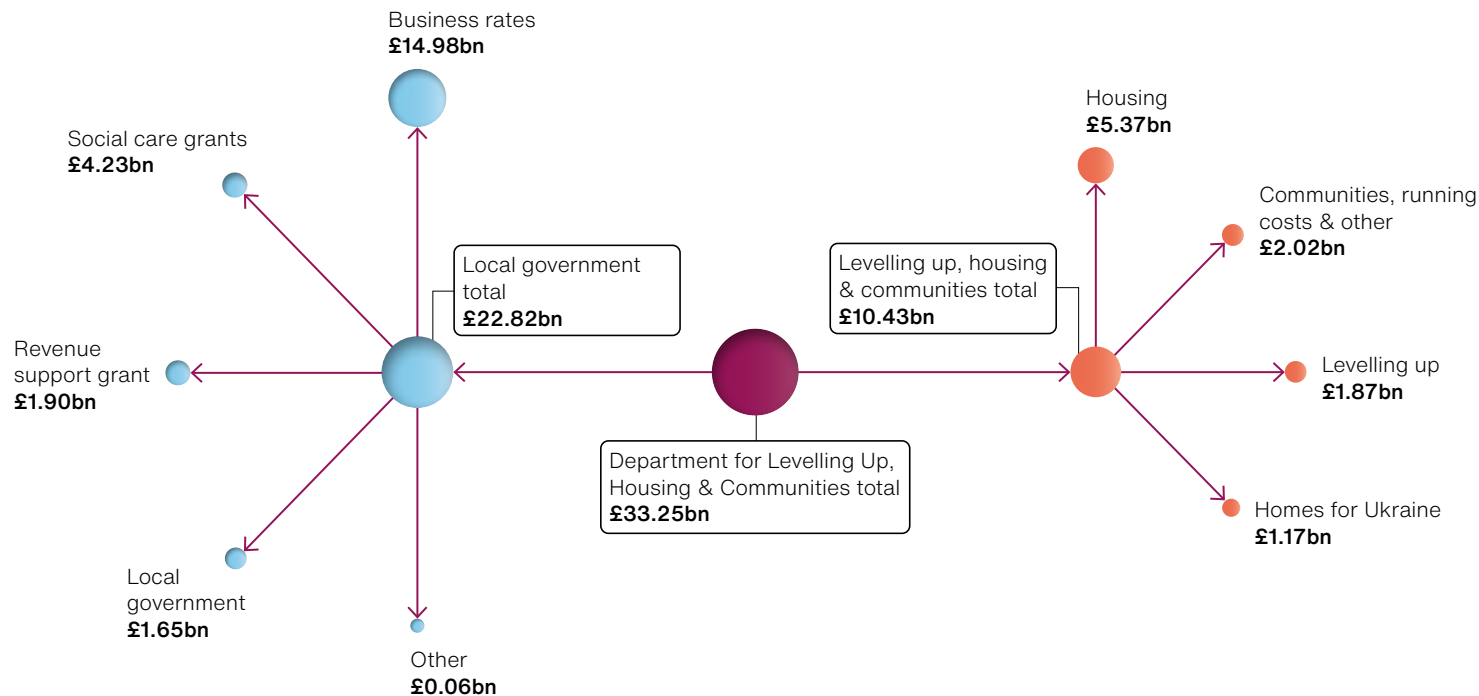 Business rates
£14.98bn
Social care grants
£4.23bn
Revenue
support grant
£1.90bn
Local
government
£1.65bn
Other
£0.06bn
Local government
total
£22.82bn
Department for Levelling Up,
Housing & Communities total
£33.25bn
Levelling up, housing
& communities total
£10.43bn
Housing
£5.37bn
Communities, running
costs & other
£2.02bn
Levelling up
£1.87bn
Homes for Ukraine
£1.17bn